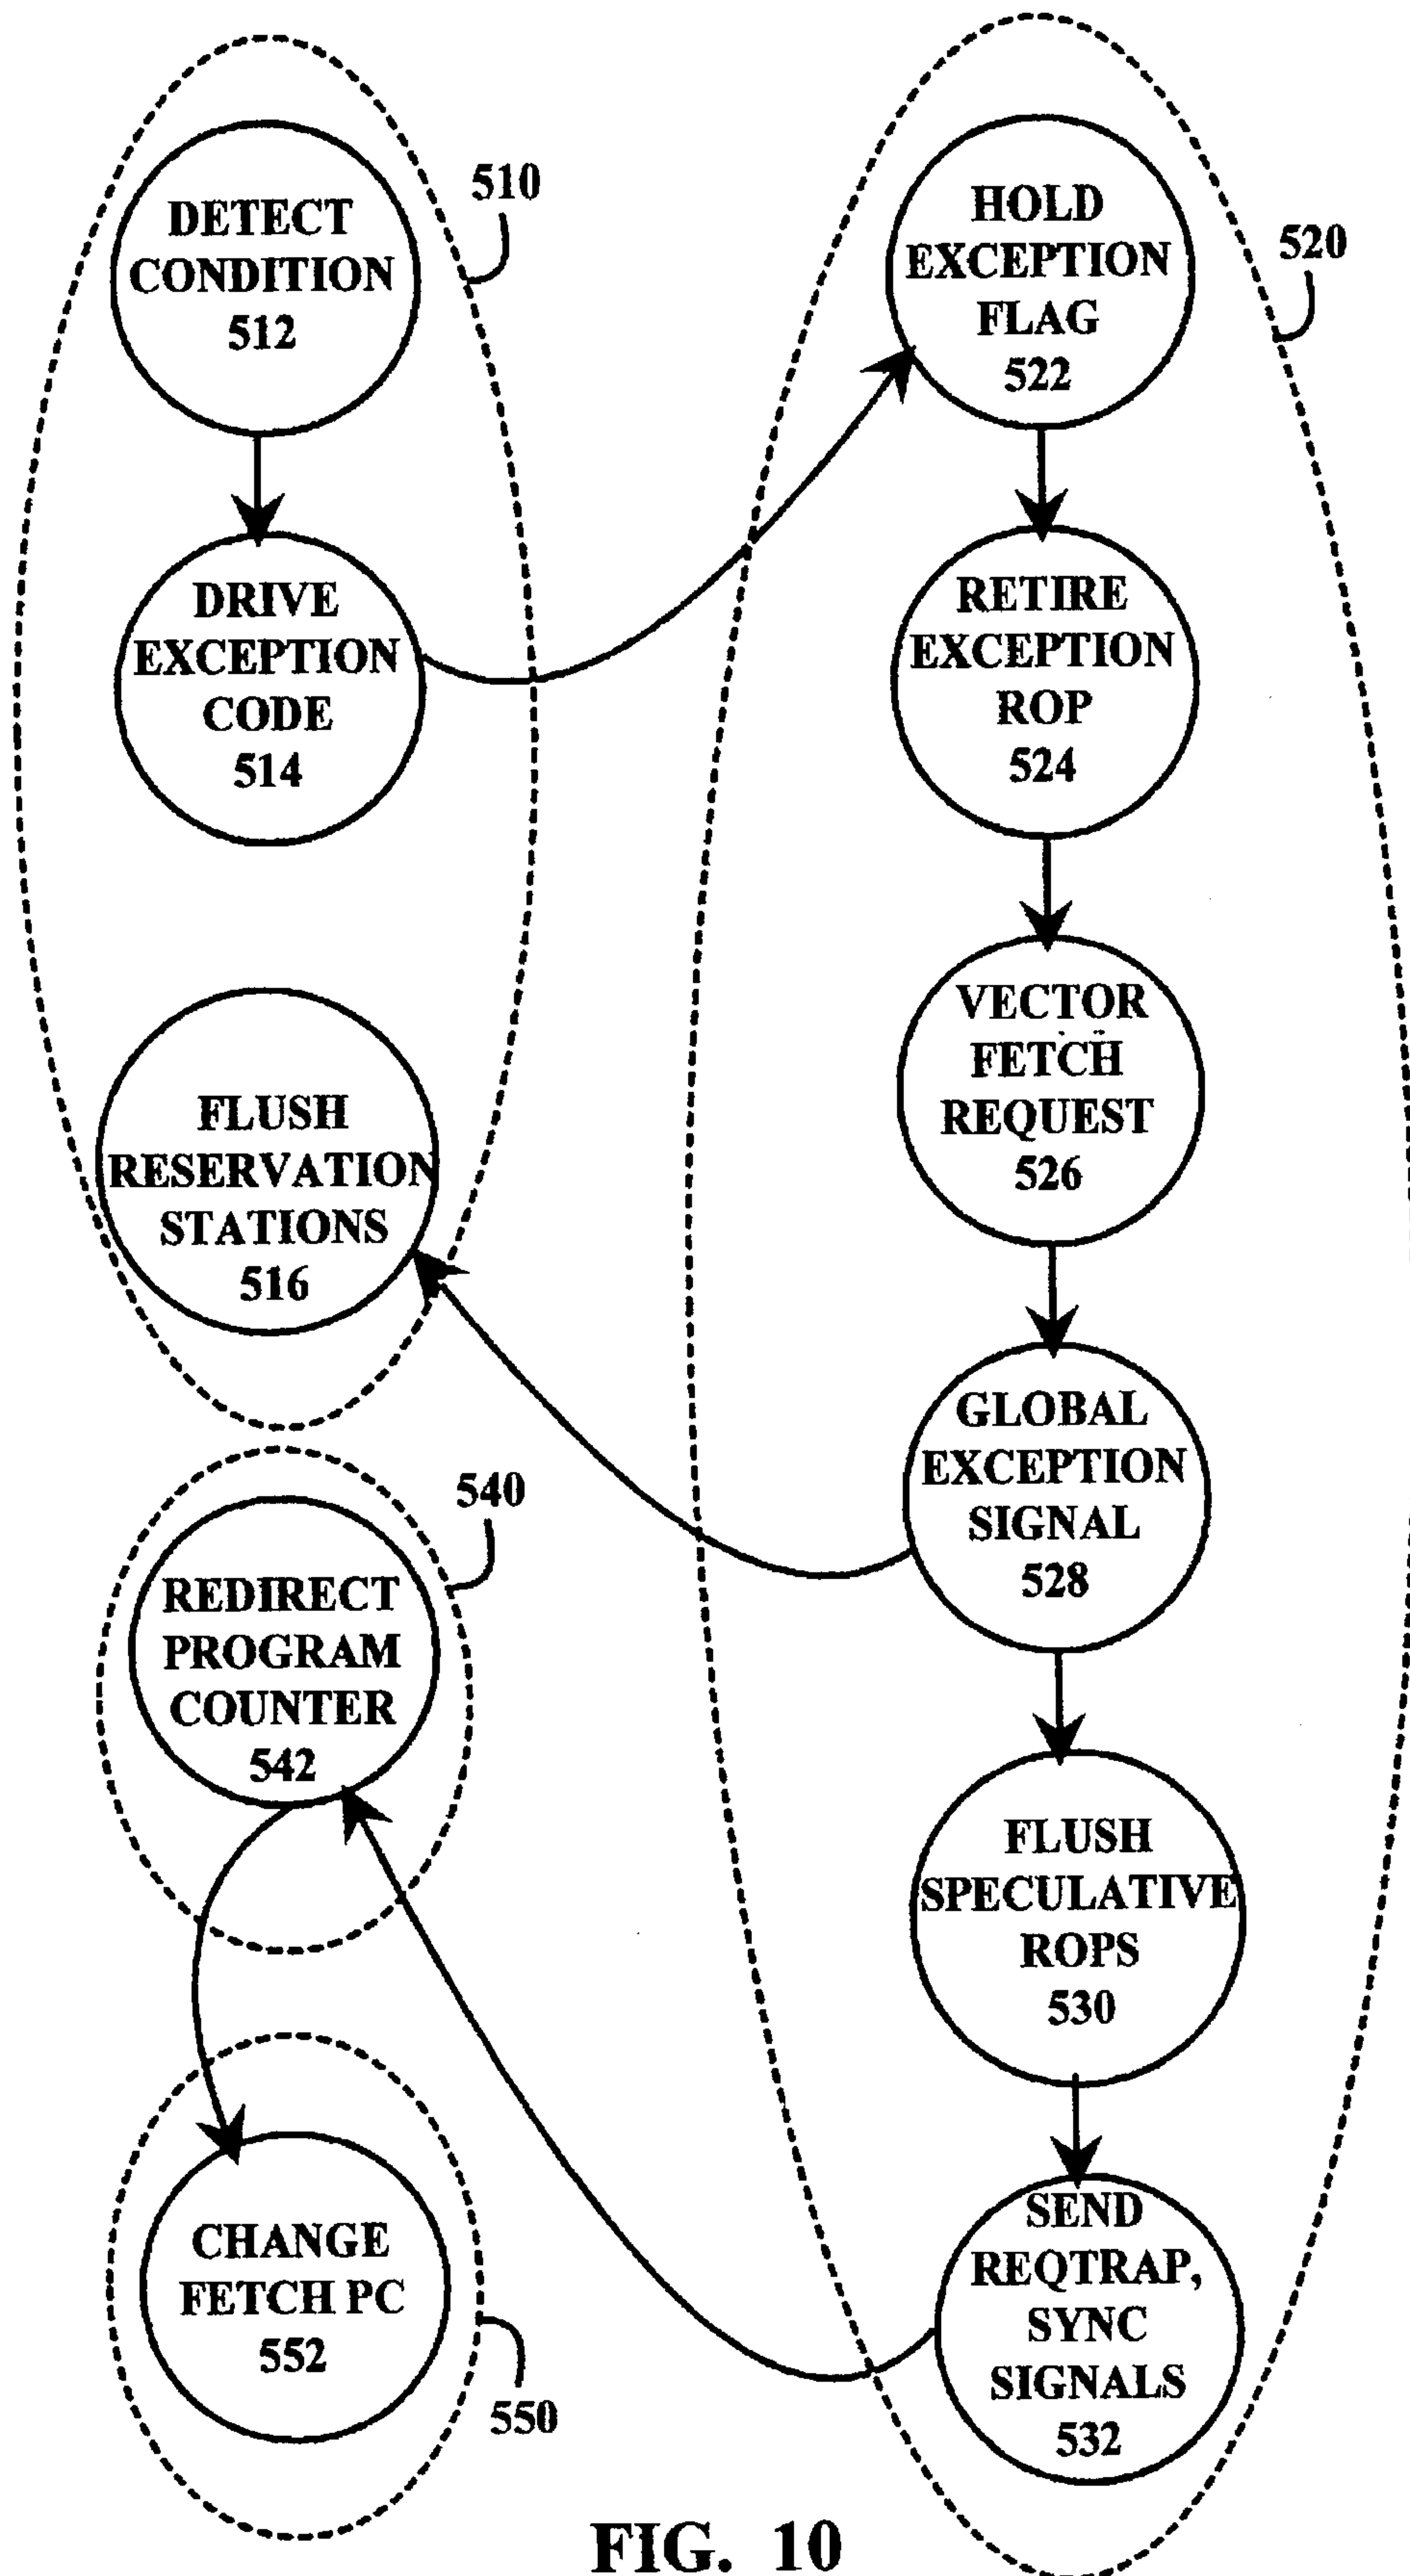 DETECT
CONDITION
512
510
DRIVE
EXCEPTION
CODE
514
FLUSH
RESERVATION
STATIONS
516
HOLD
EXCEPTION
FLAG
522
520
RETIRE
EXCEPTION
ROP
524
VECTOR
FETCH
REQUEST
526
GLOBAL
EXCEPTION
SIGNAL
528
FLUSH
SPECULATIVE
ROPS
530
SEND
REQTRAP,
SYNC
SIGNALS
532
540
REDIRECT
PROGRAM
COUNTER
542
CHANGE
FETCH PC
552
550
FIG. 10